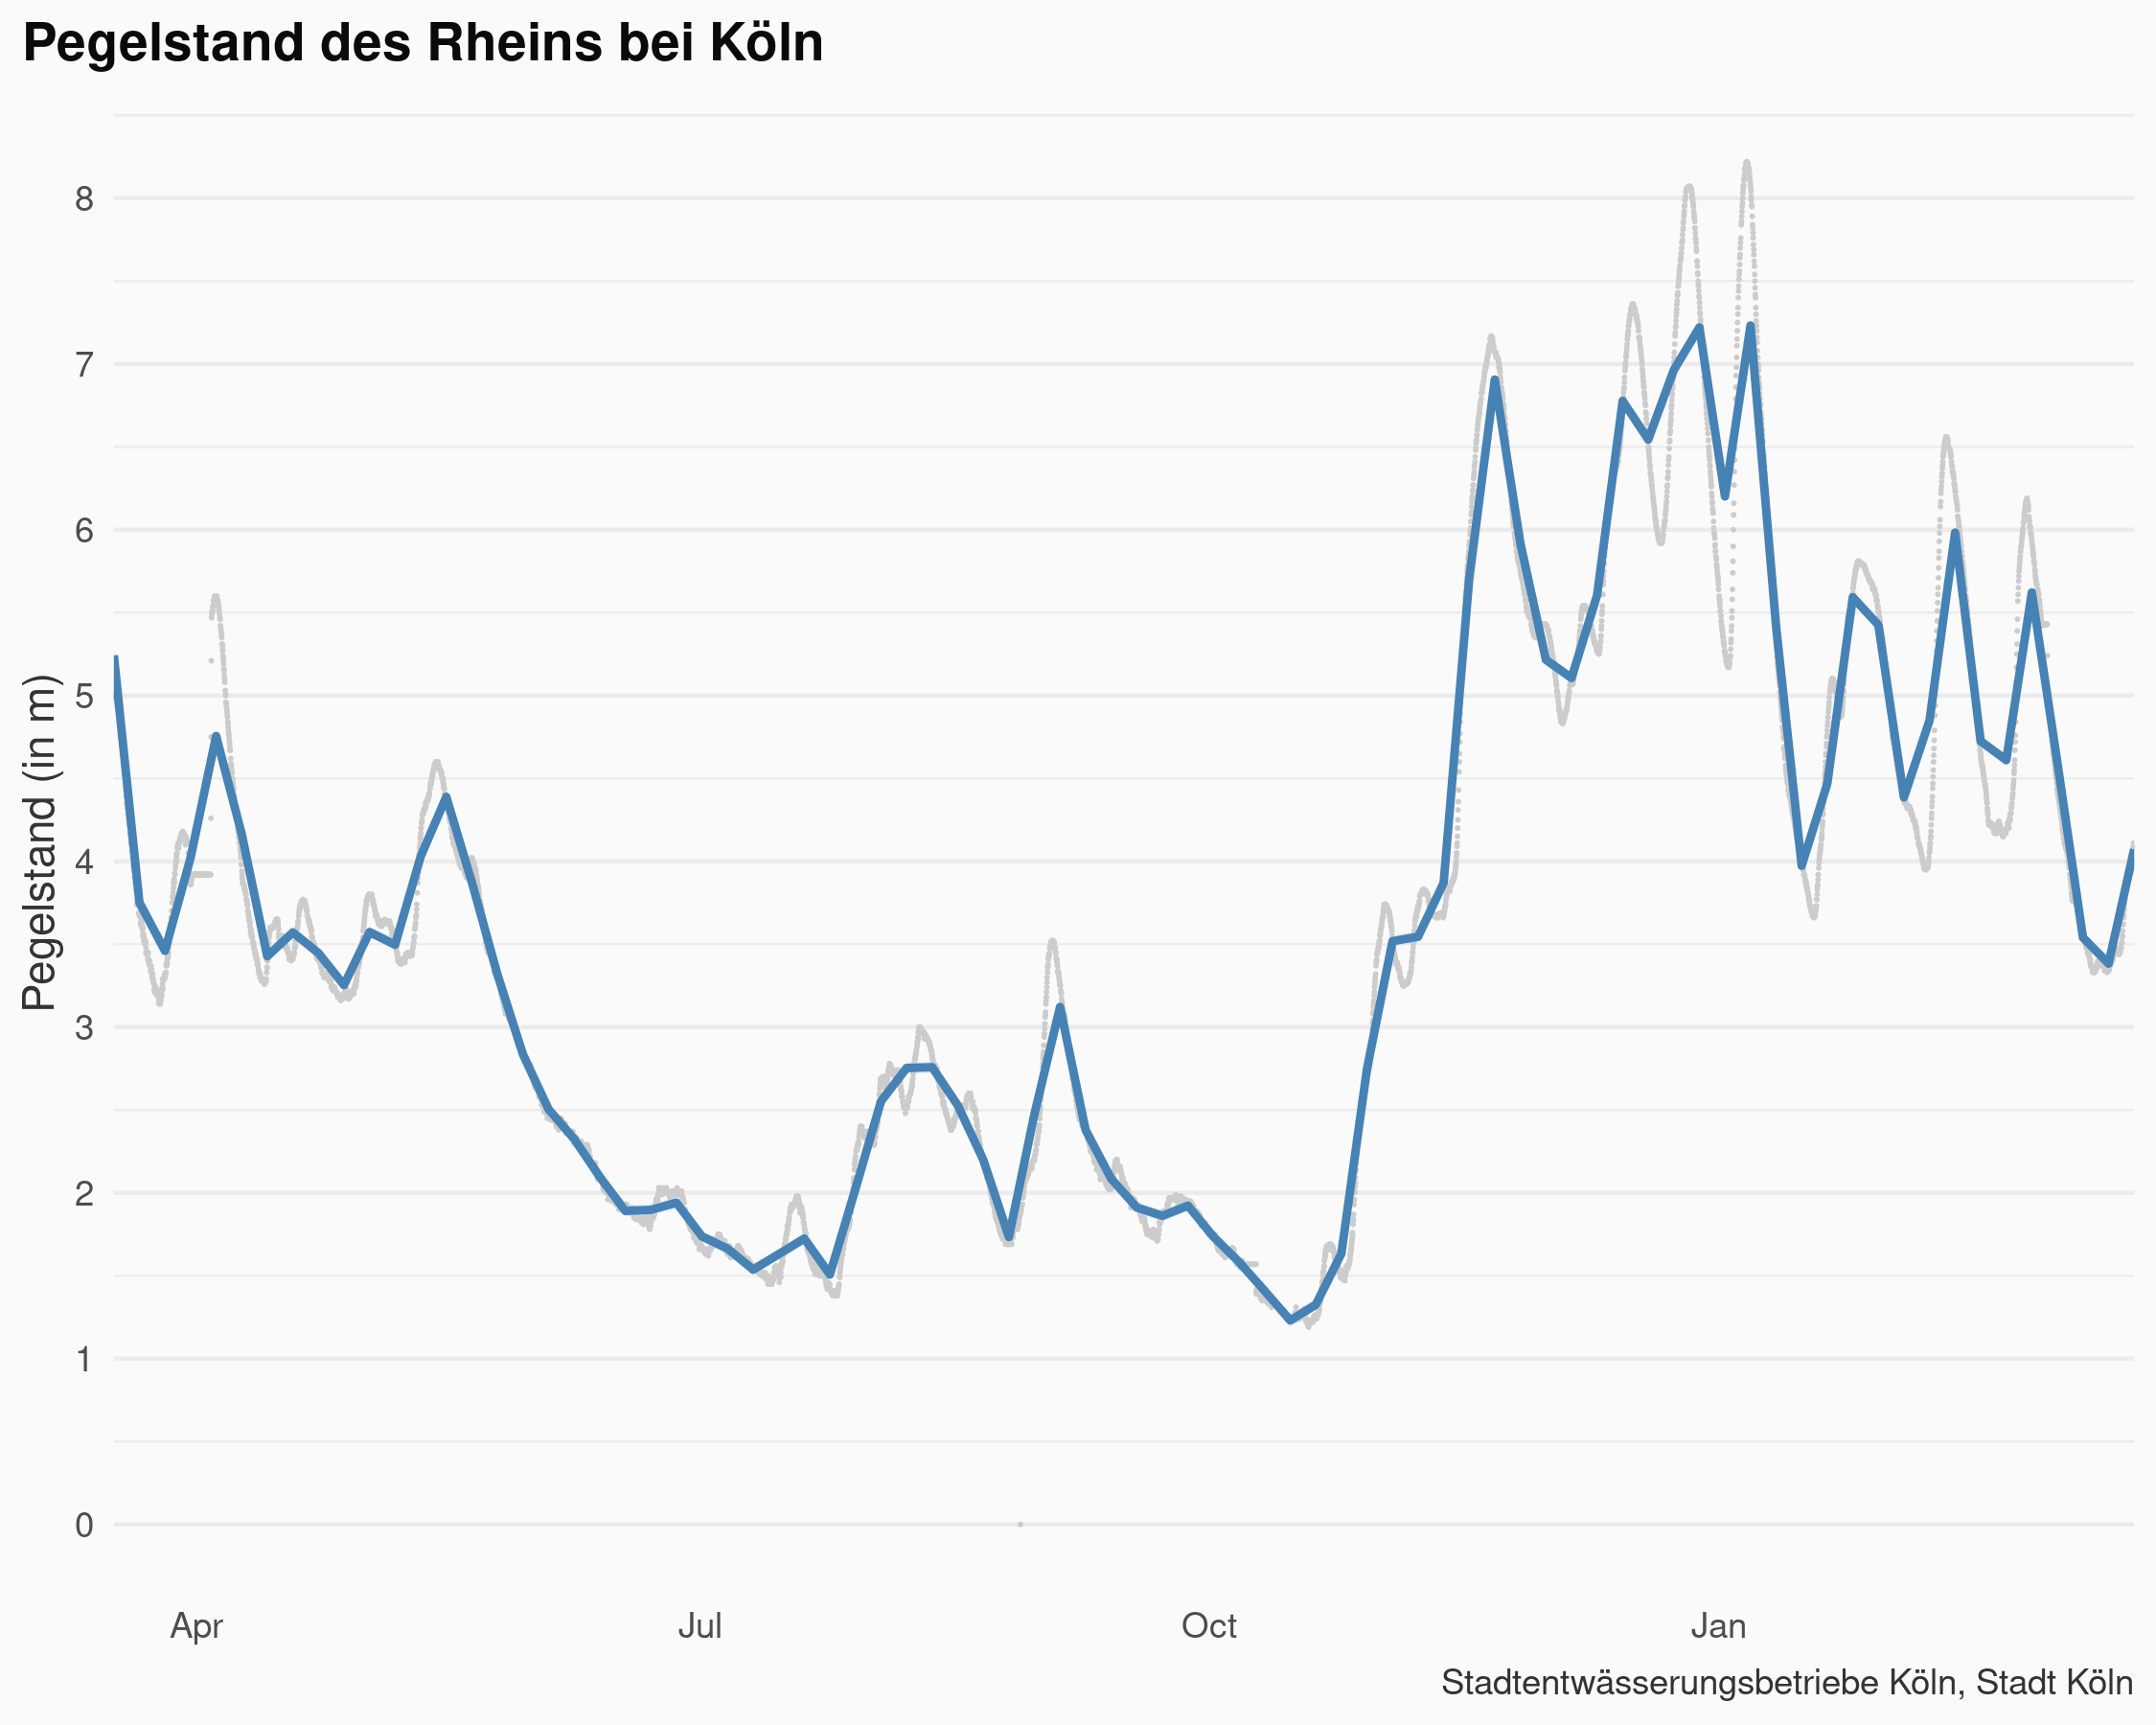 Pegelstand des Rheins bei Köln
Pegelstand (in m)
8
7
6
5
4
3
2
1
0
Apr Jul Oct Jan
Stadtentwässerungsbetriebe Köln, Stadt Köln